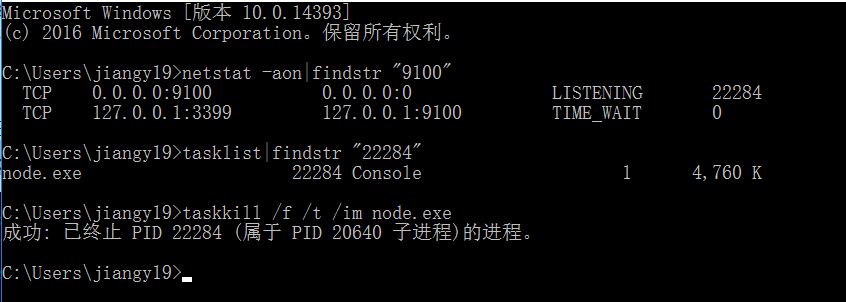 Microsoft Windows [版本 10.0.14393]
(c) 2016 Microsoft Corporation。保留所有权利。
C:\Users\jiangy19>netstat -aon|findstr "9100"
TCP 0.0.0.0:9100 0.0.0.0:0 LISTENING 22284
TCP 127.0.0.1:3399 127.0.0.1:9100 TIME_WAIT 0
C:\Users\jiangy19>tasklist|findstr "22284"
node.exe 22284 Console 1 4,760 K
C:\Users\jiangy19>taskkill /f /t /im node.exe
成功: 已终止 PID 22284 (属于 PID 20640 子进程)的进程。
C:\Users\jiangy19>